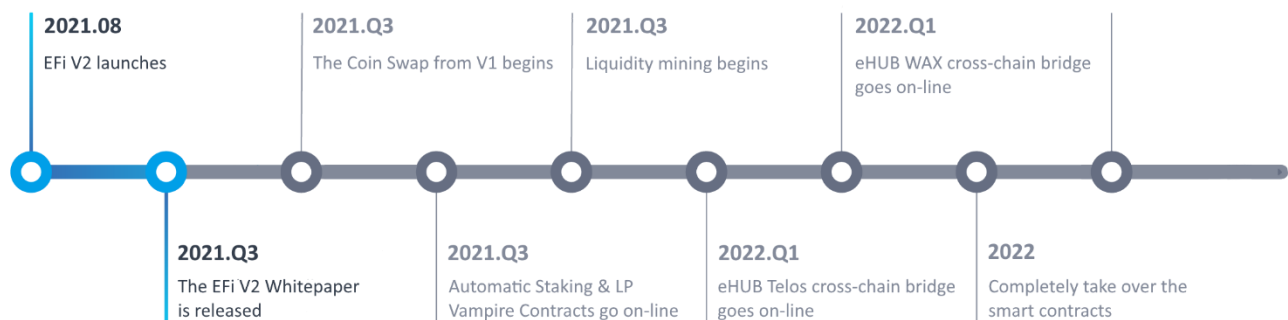 2021.08
EFi V2 launches
2021.Q3
The EFi V2 Whitepaper
is released
2021.Q3
The Coin Swap from V1 begins
2021.Q3
Automatic Staking & LP
Vampire Contracts go on-line
2021.Q3
Liquidity mining begins
2022.Q1
eHUB Telos cross-chain bridge
goes on-line
2022.Q1
eHUB WAX cross-chain bridge
goes on-line
2022
Completely take over the
smart contracts